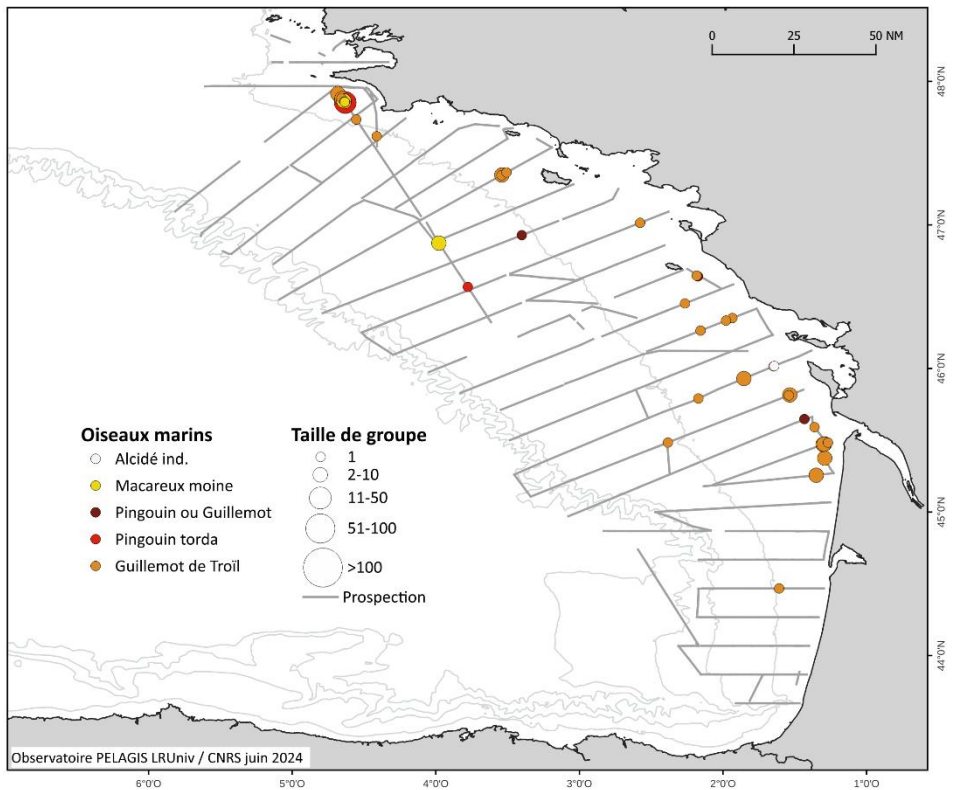 0 25 50 NM
48°0'N
47°0'N
46°0'N
45°0'N
44°0'N
Oiseaux marins
Alcidé ind.
Macareux moine
Pingouin ou Guillemot
Pingouin torda
Guillemot de Troïl
Taille de groupe
1
2-10
11-50
51-100
>100
Prospection
Observatoire PELAGIS LRUniv / CNRS juin 2024
6°0'O 5°0'O 4°0'O 3°0'O 2°0'O 1°0'O